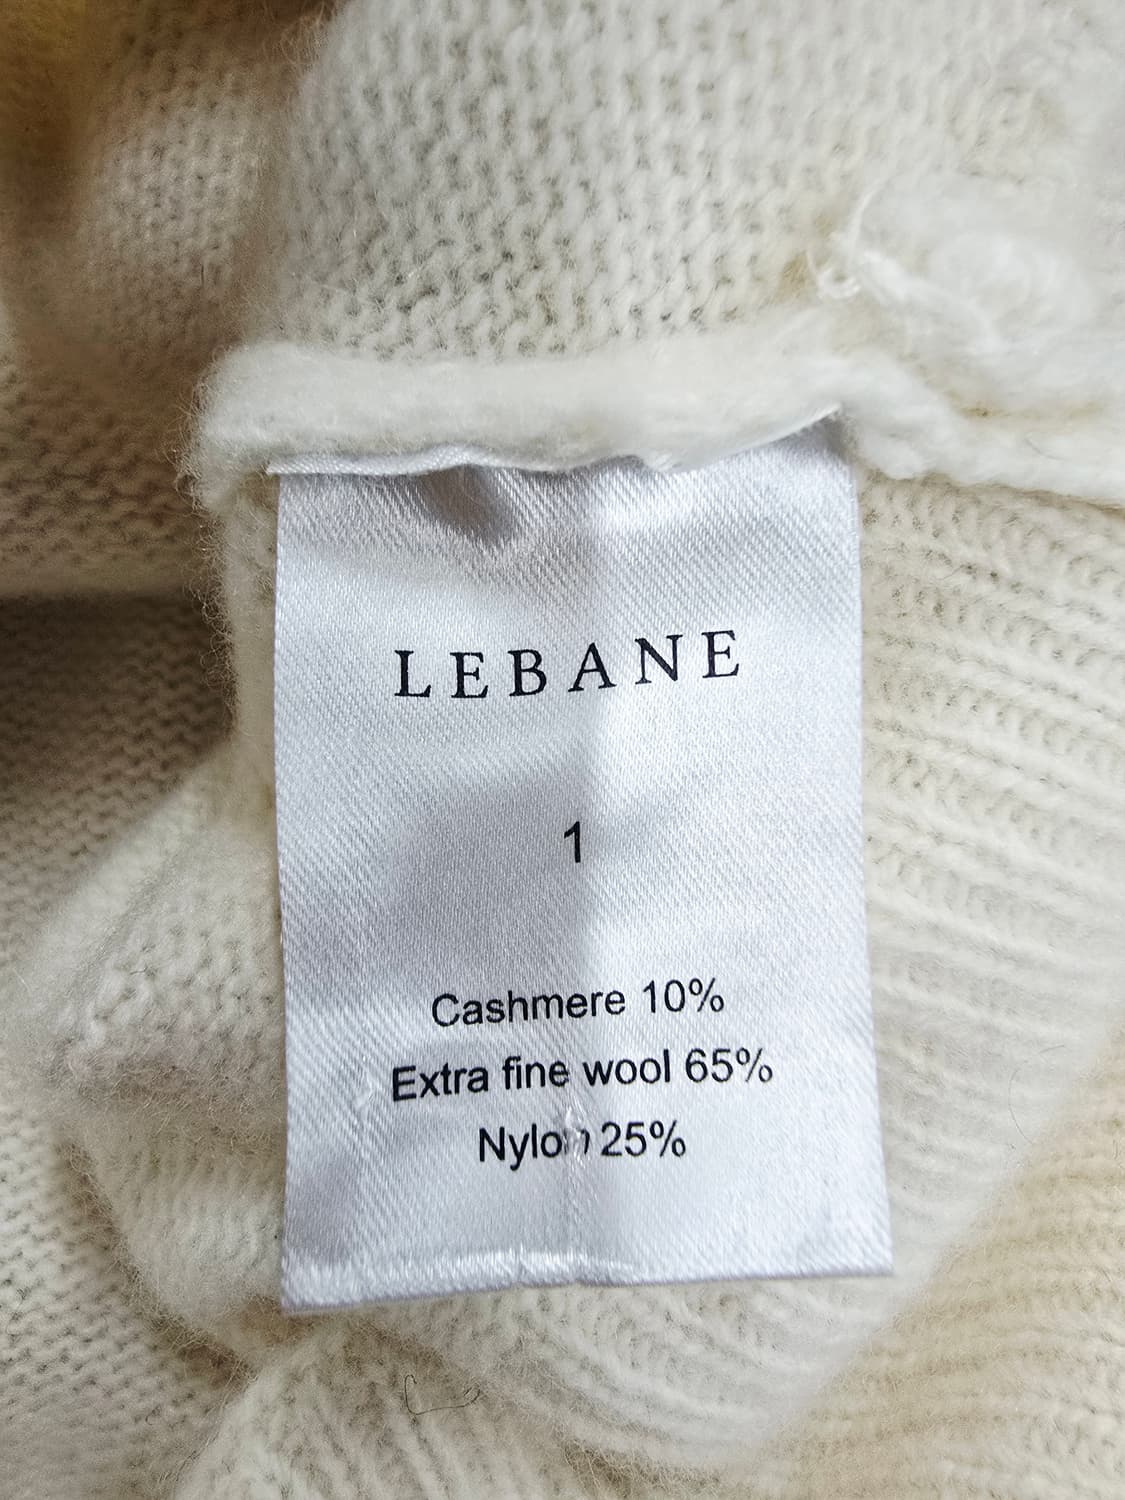 LEBANE
1
Cashmere 10%
Extra fine wool 65%
Nylon 25%